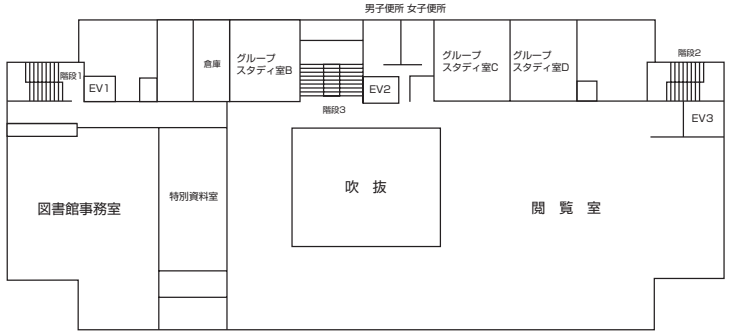 男子便所 女子便所
階段1
EV1
倉庫
グループ
スタディ室B
階段3
EV2
グループ
スタディ室C
グループ
スタディ室D
階段2
EV3
図書館事務室
特別資料室
吹 抜
閲 覧 室